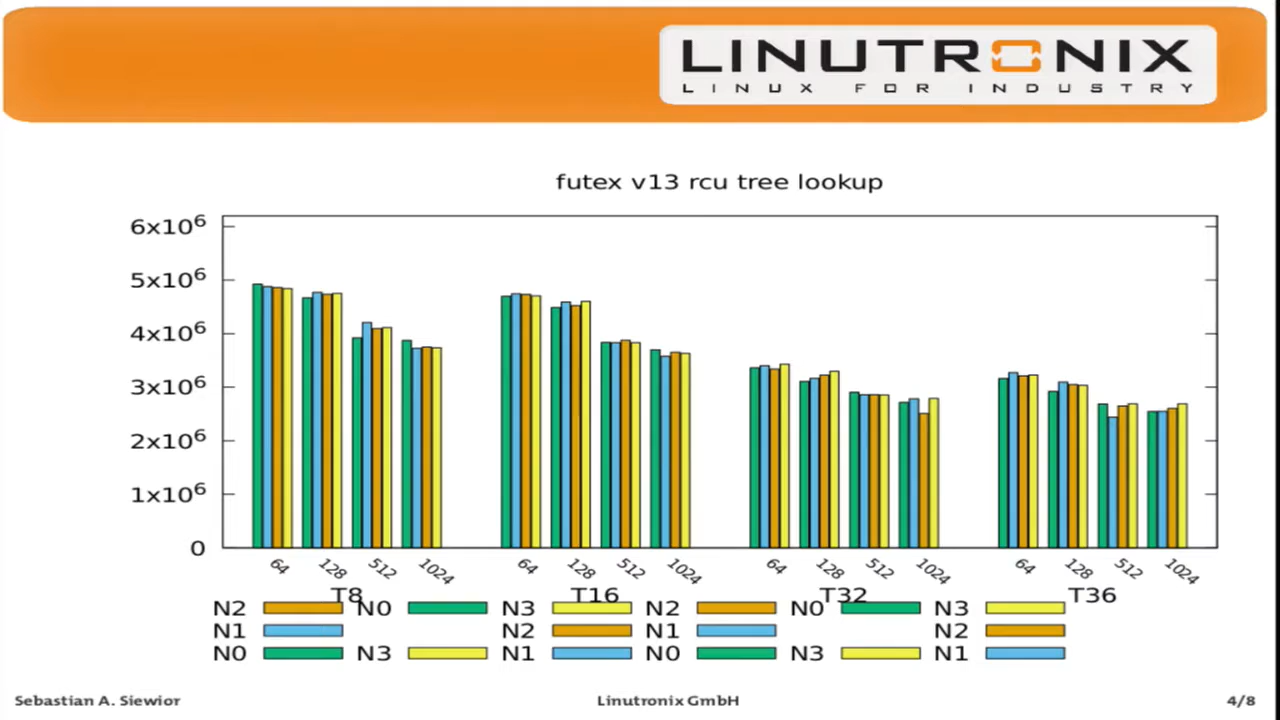 LINUTRONIX
LINUX FOR INDUSTRY
futex v13 rcu tree lookup
6x10⁶
5x10⁶
4x10⁶
3x10⁶
2x10⁶
1x10⁶
0
64 128 512 1024 64 128 512 1024 64 128 512 1024 64 128 512 1024
T8 T16 T32 T36
N2 N0 N3 N2 N0 N3
N1 N2 N1 N2
N0 N3 N1 N0 N3 N1
Sebastian A. Siewior Linutronix GmbH 4/8